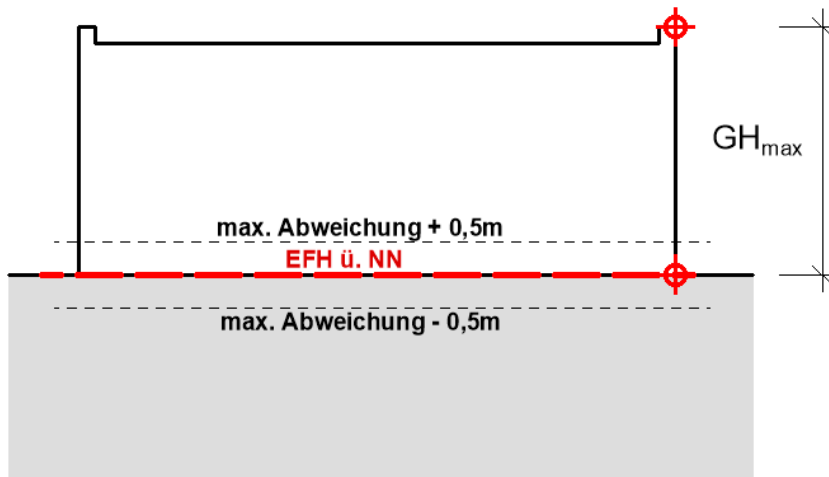 GHmax
max. Abweichung + 0,5m
EFH ü. NN
max. Abweichung - 0,5m